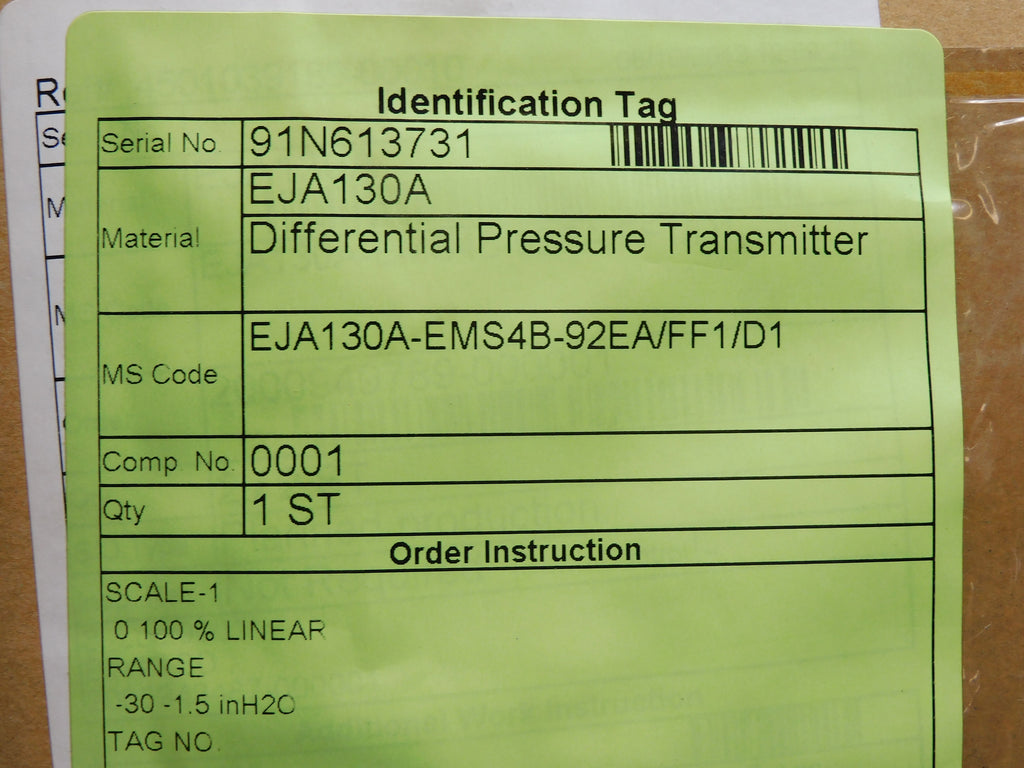 Identification Tag
Serial No. 91N613731
EJA130A
Material Differential Pressure Transmitter
EJA130A-EMS4B-92EA/FF1/D1
MS Code
Comp No. 0001
Qty 1 ST
Order Instruction
SCALE-1
0 100 % LINEAR
RANGE
-30 -1.5 inH2O
TAG NO.